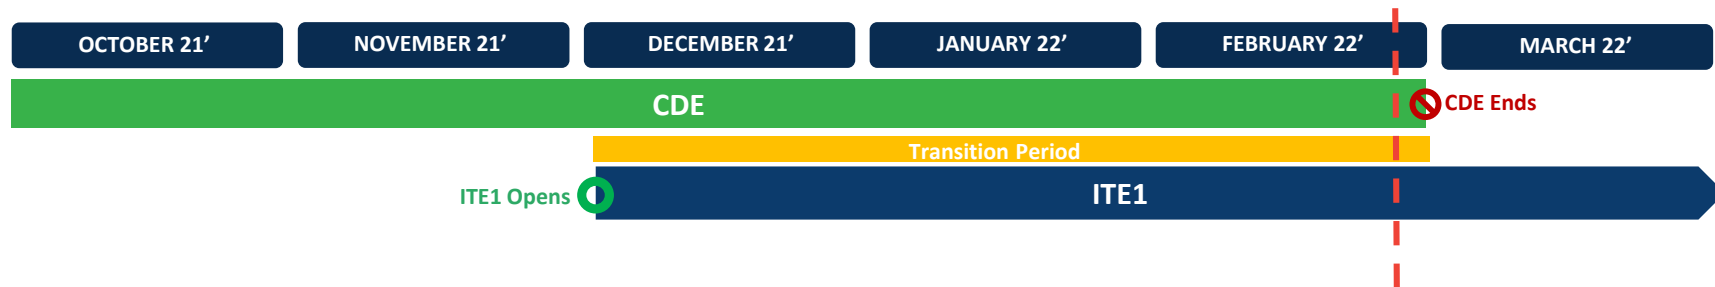 OCTOBER 21’
NOVEMBER 21’
DECEMBER 21’
JANUARY 22’
FEBRUARY 22’
MARCH 22’
CDE
CDE Ends
Transition Period
ITE1 Opens
ITE1